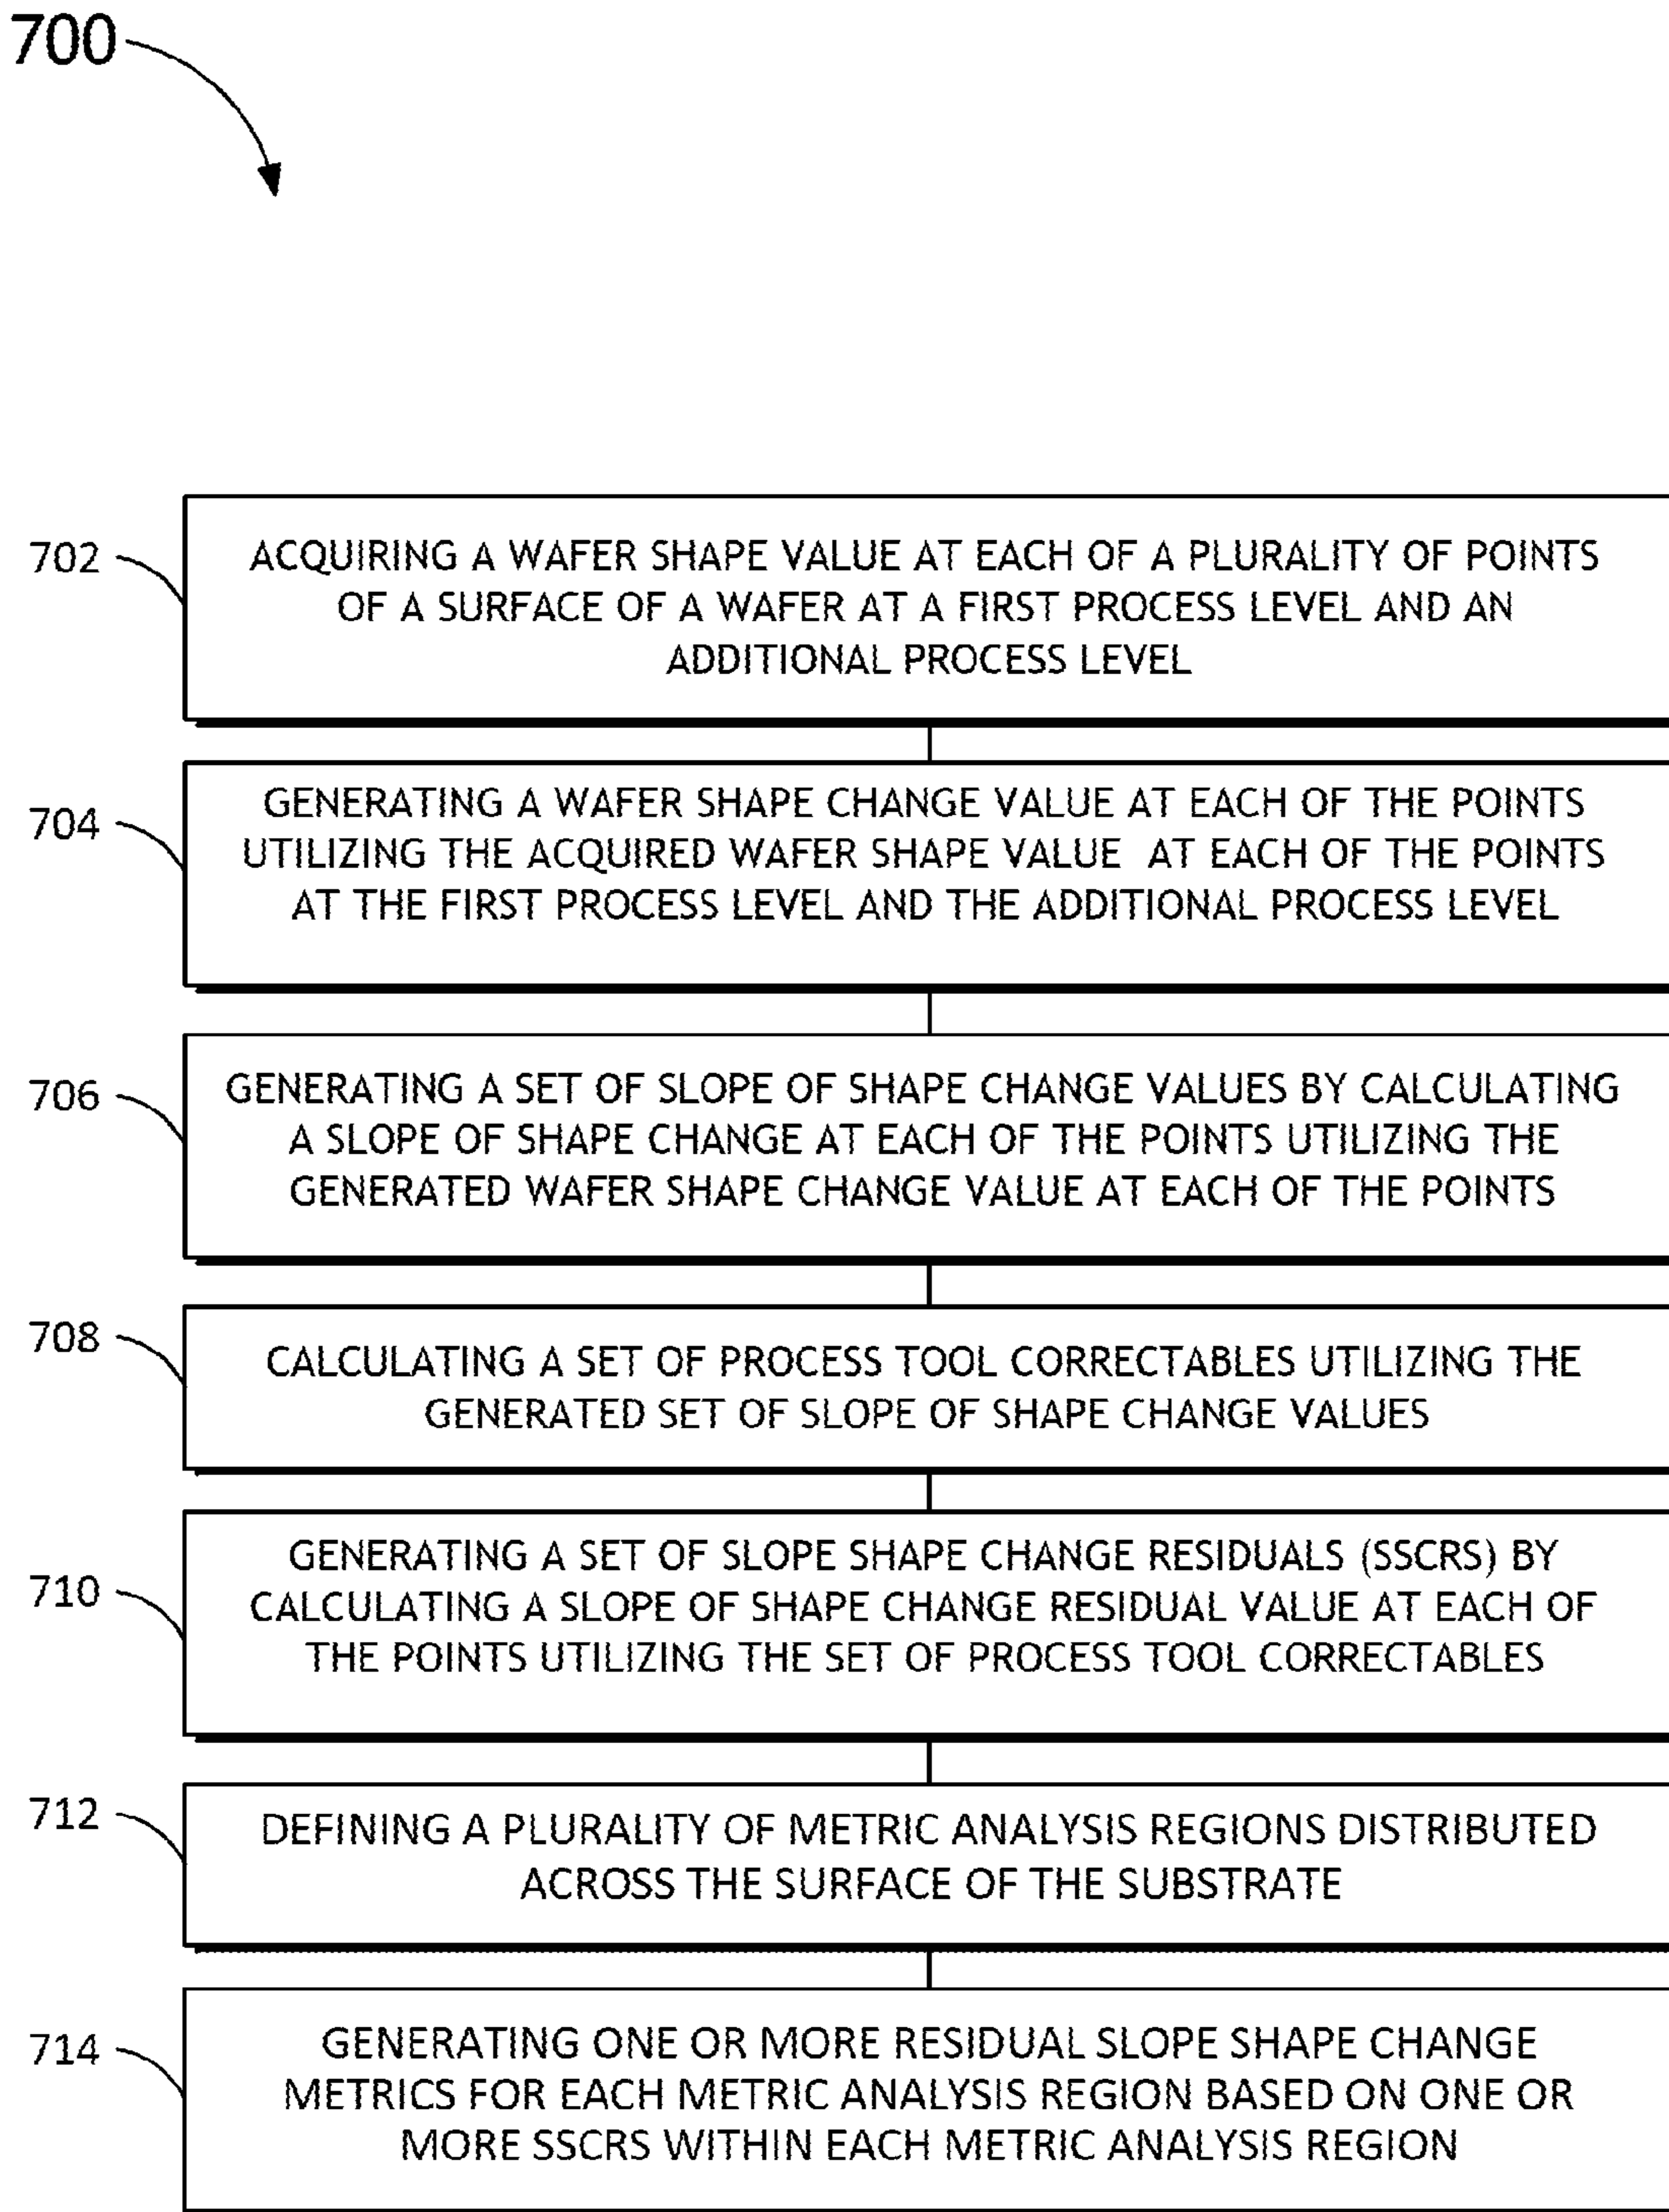 700
702
ACQUIRING A WAFER SHAPE VALUE AT EACH OF A PLURALITY OF POINTS
OF A SURFACE OF A WAFER AT A FIRST PROCESS LEVEL AND AN
ADDITIONAL PROCESS LEVEL
704
GENERATING A WAFER SHAPE CHANGE VALUE AT EACH OF THE POINTS
UTILIZING THE ACQUIRED WAFER SHAPE VALUE AT EACH OF THE POINTS
AT THE FIRST PROCESS LEVEL AND THE ADDITIONAL PROCESS LEVEL
706
GENERATING A SET OF SLOPE OF SHAPE CHANGE VALUES BY CALCULATING
A SLOPE OF SHAPE CHANGE AT EACH OF THE POINTS UTILIZING THE
GENERATED WAFER SHAPE CHANGE VALUE AT EACH OF THE POINTS
708
CALCULATING A SET OF PROCESS TOOL CORRECTABLES UTILIZING THE
GENERATED SET OF SLOPE OF SHAPE CHANGE VALUES
710
GENERATING A SET OF SLOPE SHAPE CHANGE RESIDUALS (SSCRS) BY
CALCULATING A SLOPE OF SHAPE CHANGE RESIDUAL VALUE AT EACH OF
THE POINTS UTILIZING THE SET OF PROCESS TOOL CORRECTABLES
712
DEFINING A PLURALITY OF METRIC ANALYSIS REGIONS DISTRIBUTED
ACROSS THE SURFACE OF THE SUBSTRATE
714
GENERATING ONE OR MORE RESIDUAL SLOPE SHAPE CHANGE
METRICS FOR EACH METRIC ANALYSIS REGION BASED ON ONE OR
MORE SSCRS WITHIN EACH METRIC ANALYSIS REGION